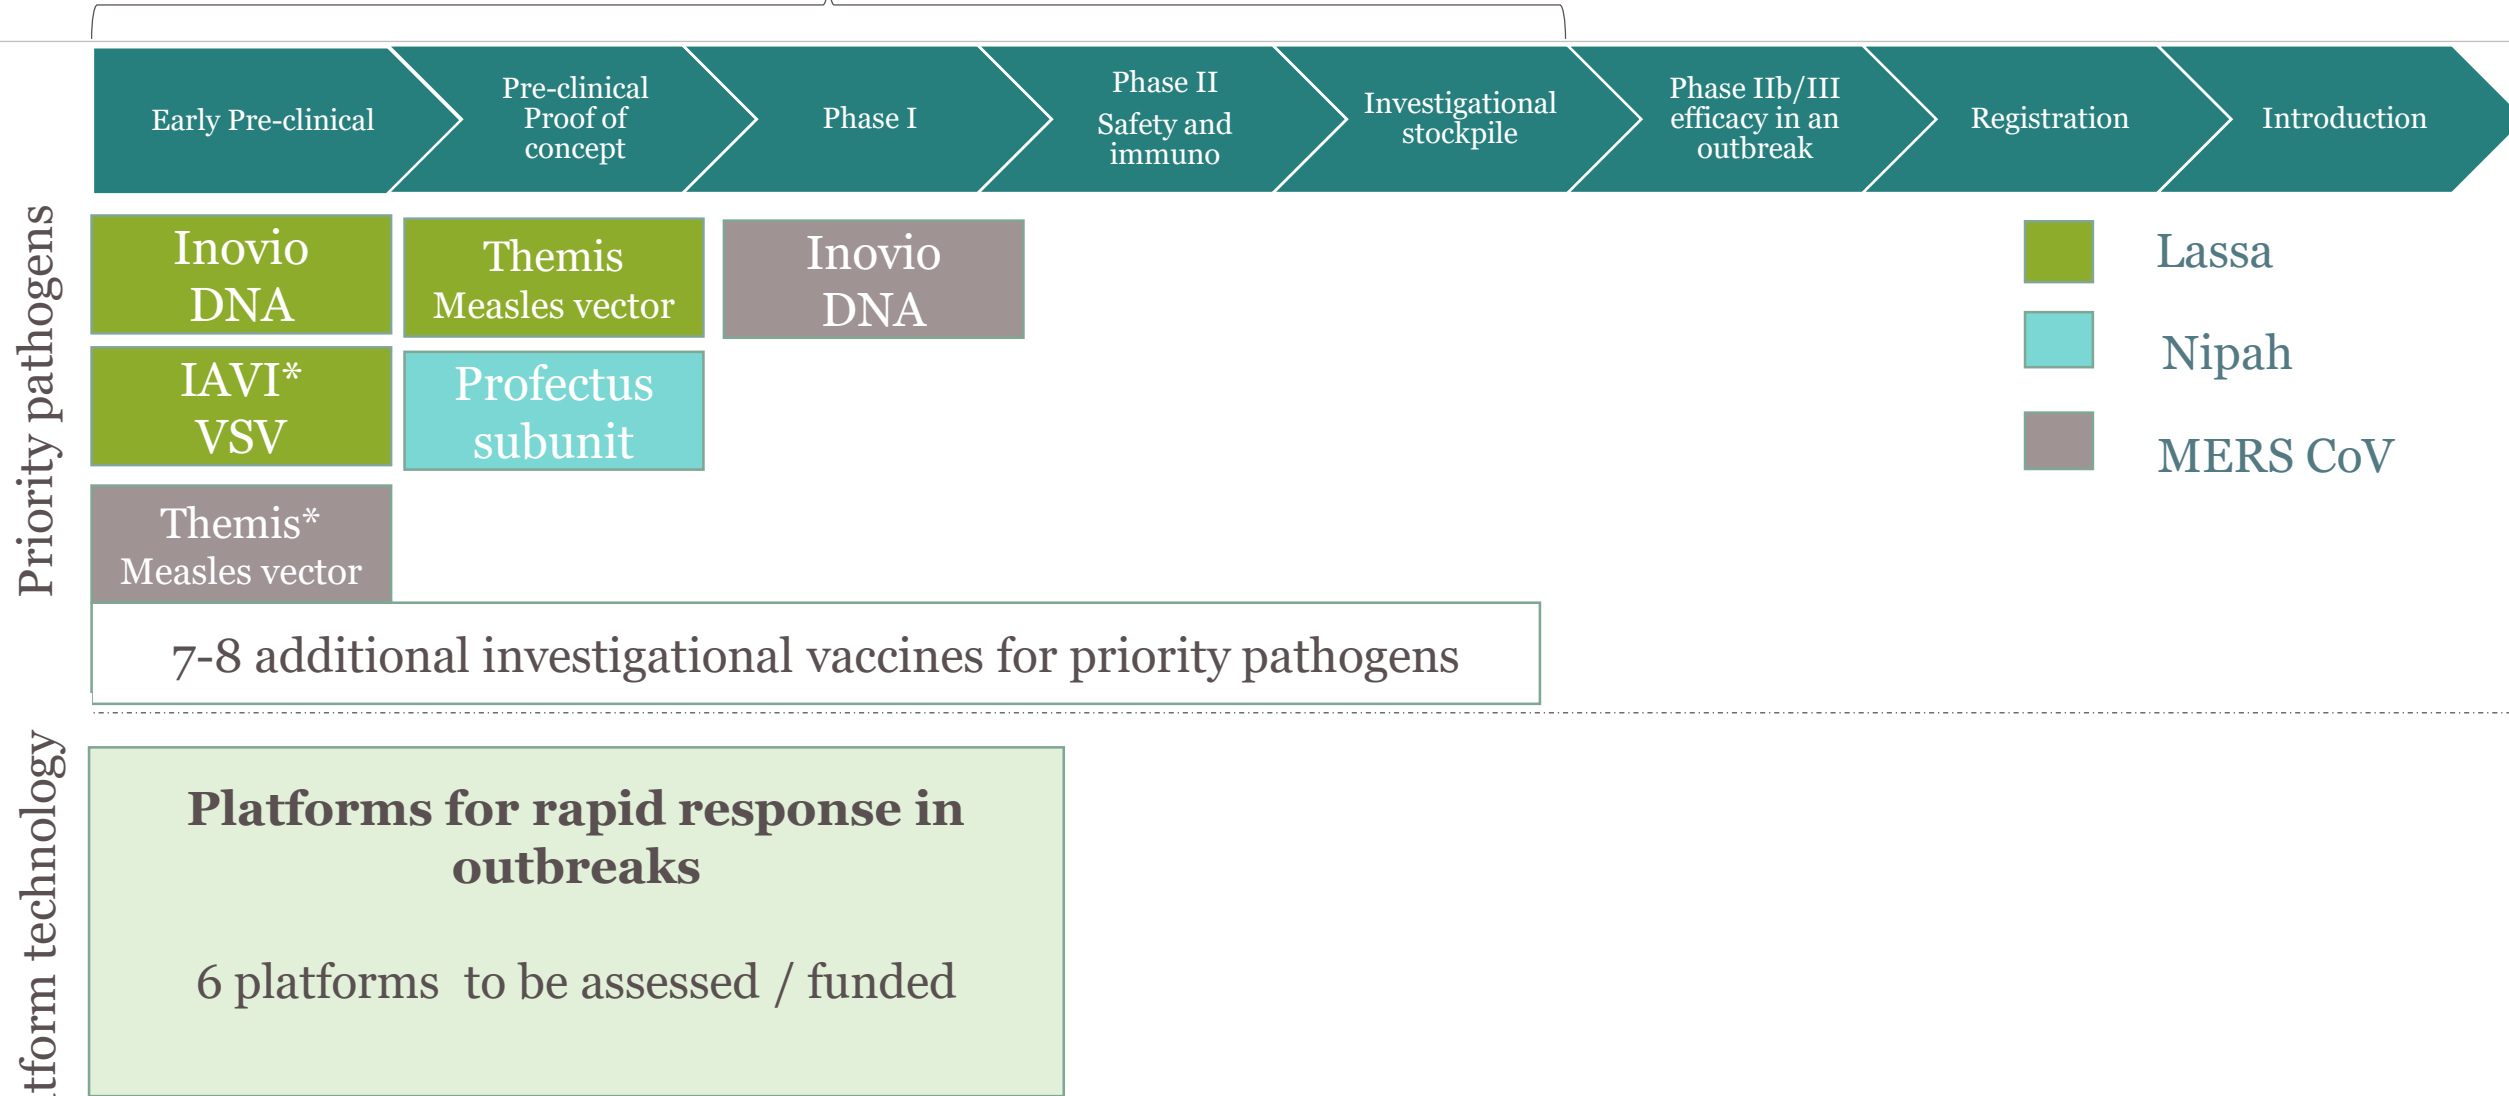 Early Pre-clinical
Pre-clinical
Proof of
concept
Phase I
Phase II
Safety and
immuno
Investigational
stockpile
Phase IIb/III
efficacy in an
outbreak
Registration
Introduction
Priority pathogens
Inovio
DNA
Themis
Measles vector
Inovio
DNA
IAVI*
VSV
Profectus
subunit
Themis*
Measles vector
Lassa
Nipah
MERS CoV
7-8 additional investigational vaccines for priority pathogens
technology
Platforms for rapid response in
outbreaks
6 platforms to be assessed / funded